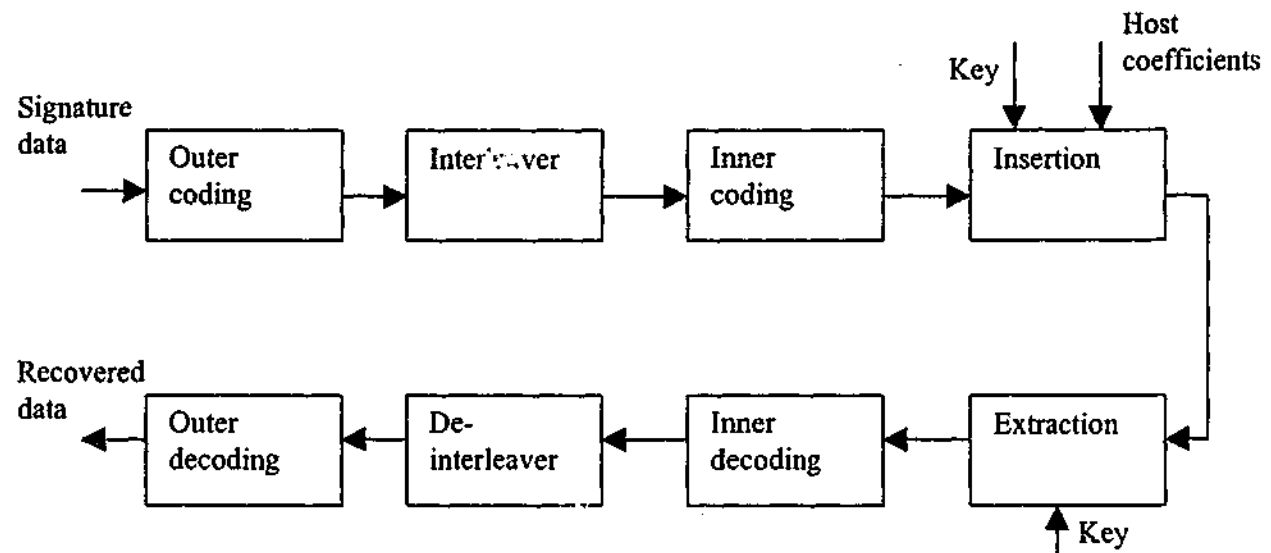 Host
coefficients
Key
Signature
data
Outer
coding
Inner
coding
Insertion
Recovered
data
Outer
decoding
De-
interleaver
Inner
decoding
Extraction
Key